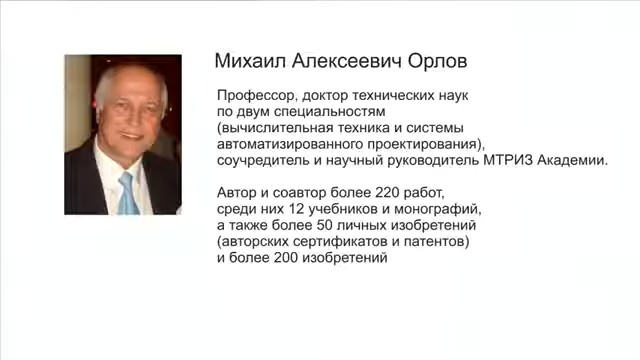 Михаил Алексеевич Орлов
Профессор, доктор технических наук
по двум специальностям
(вычислительная техника и системы
автоматизированного проектирования),
соучредитель и научный руководитель МТРИЗ Академии.
Автор и соавтор более 220 работ,
среди них 12 учебников и монографий,
а также более 50 личных изобретений
(авторских сертификатов и патентов)
и более 200 изобретений